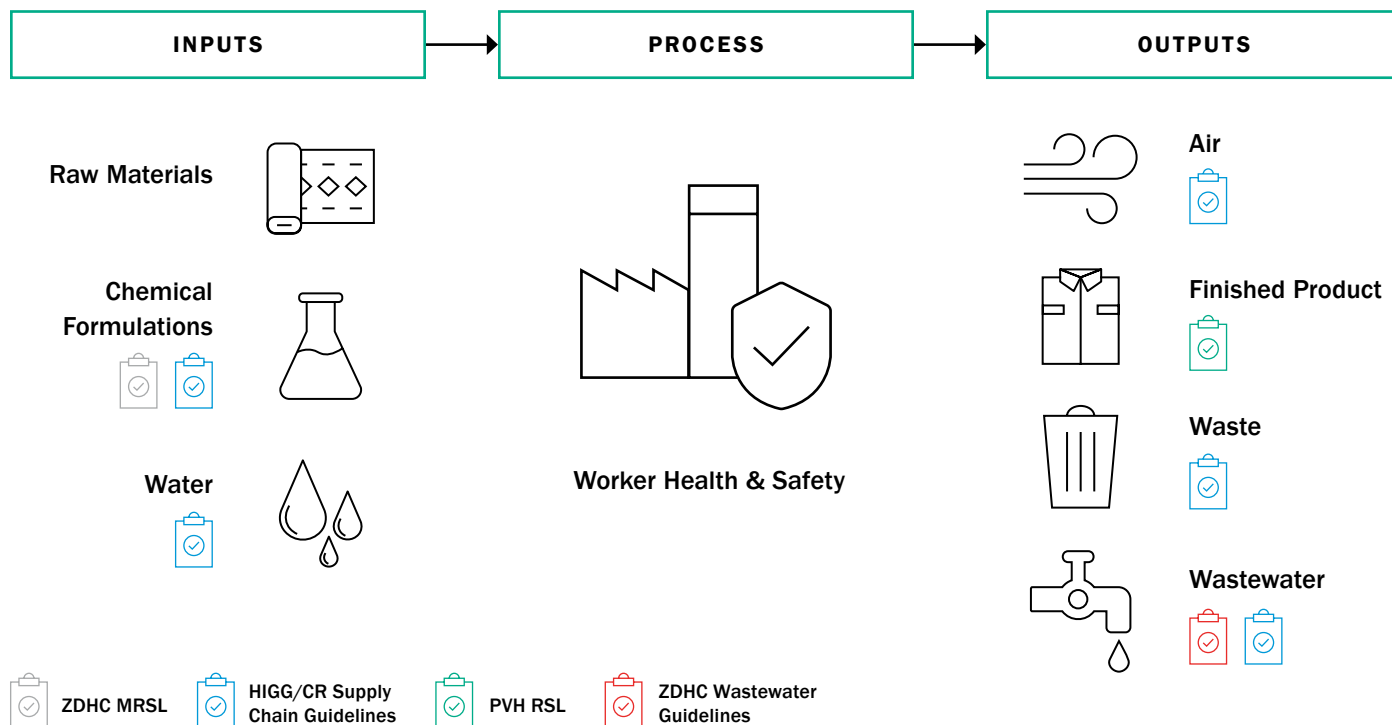 INPUTS
PROCESS
OUTPUTS
Raw Materials
Chemical
Formulations
Water
Worker Health & Safety
Air
Finished Product
Waste
Wastewater
ZDHC MRSL
HIGG/CR Supply
Chain Guidelines
PVH RSL
ZDHC Wastewater
Guidelines